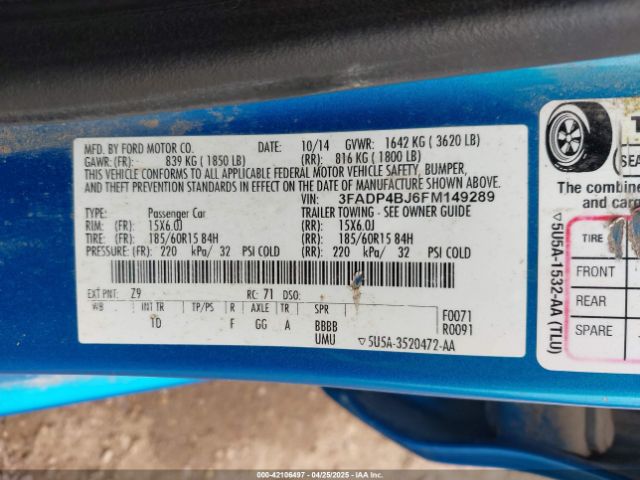 MFD. BY FORD MOTOR CO. DATE: 10/14 GVWR: 1642 KG ( 3620 LB)
GAWR: (FR): 839 KG ( 1850 LB) (RR): 816 KG ( 1800 LB)
THIS VEHICLE CONFORMS TO ALL APPLICABLE FEDERAL MOTOR VEHICLE SAFETY, BUMPER,
AND THEFT PREVENTION STANDARDS IN EFFECT ON THE DATE OF MANUFACTURE SHOWN ABOVE.
VIN: 3FADP4BJ6FM149289
TYPE: Passenger Car TRAILER TOWING - SEE OWNER GUIDE
RIM: (FR): 15X6.0J (RR): 15X6.0J
TIRE: (FR): 185/60R15 84H (RR): 185/60R15 84H
PRESSURE: (FR): 220 kPa/ 32 PSI COLD (RR): 220 kPa/ 32 PSI COLD
EXT PNT: Z9 RC: 71 DSO:
WB INT TR TP/PS R AXLE TR SPR F0071
TO F GG A BBBB R0091
UMU ▽5U5A-3520472-AA
▽5U5A-1532-AA (TLU)
(SEA
The combine
and carg
TIRE
FRONT
REAR
SPARE
000-42106497 - 04/25/2025 - IAAI.com